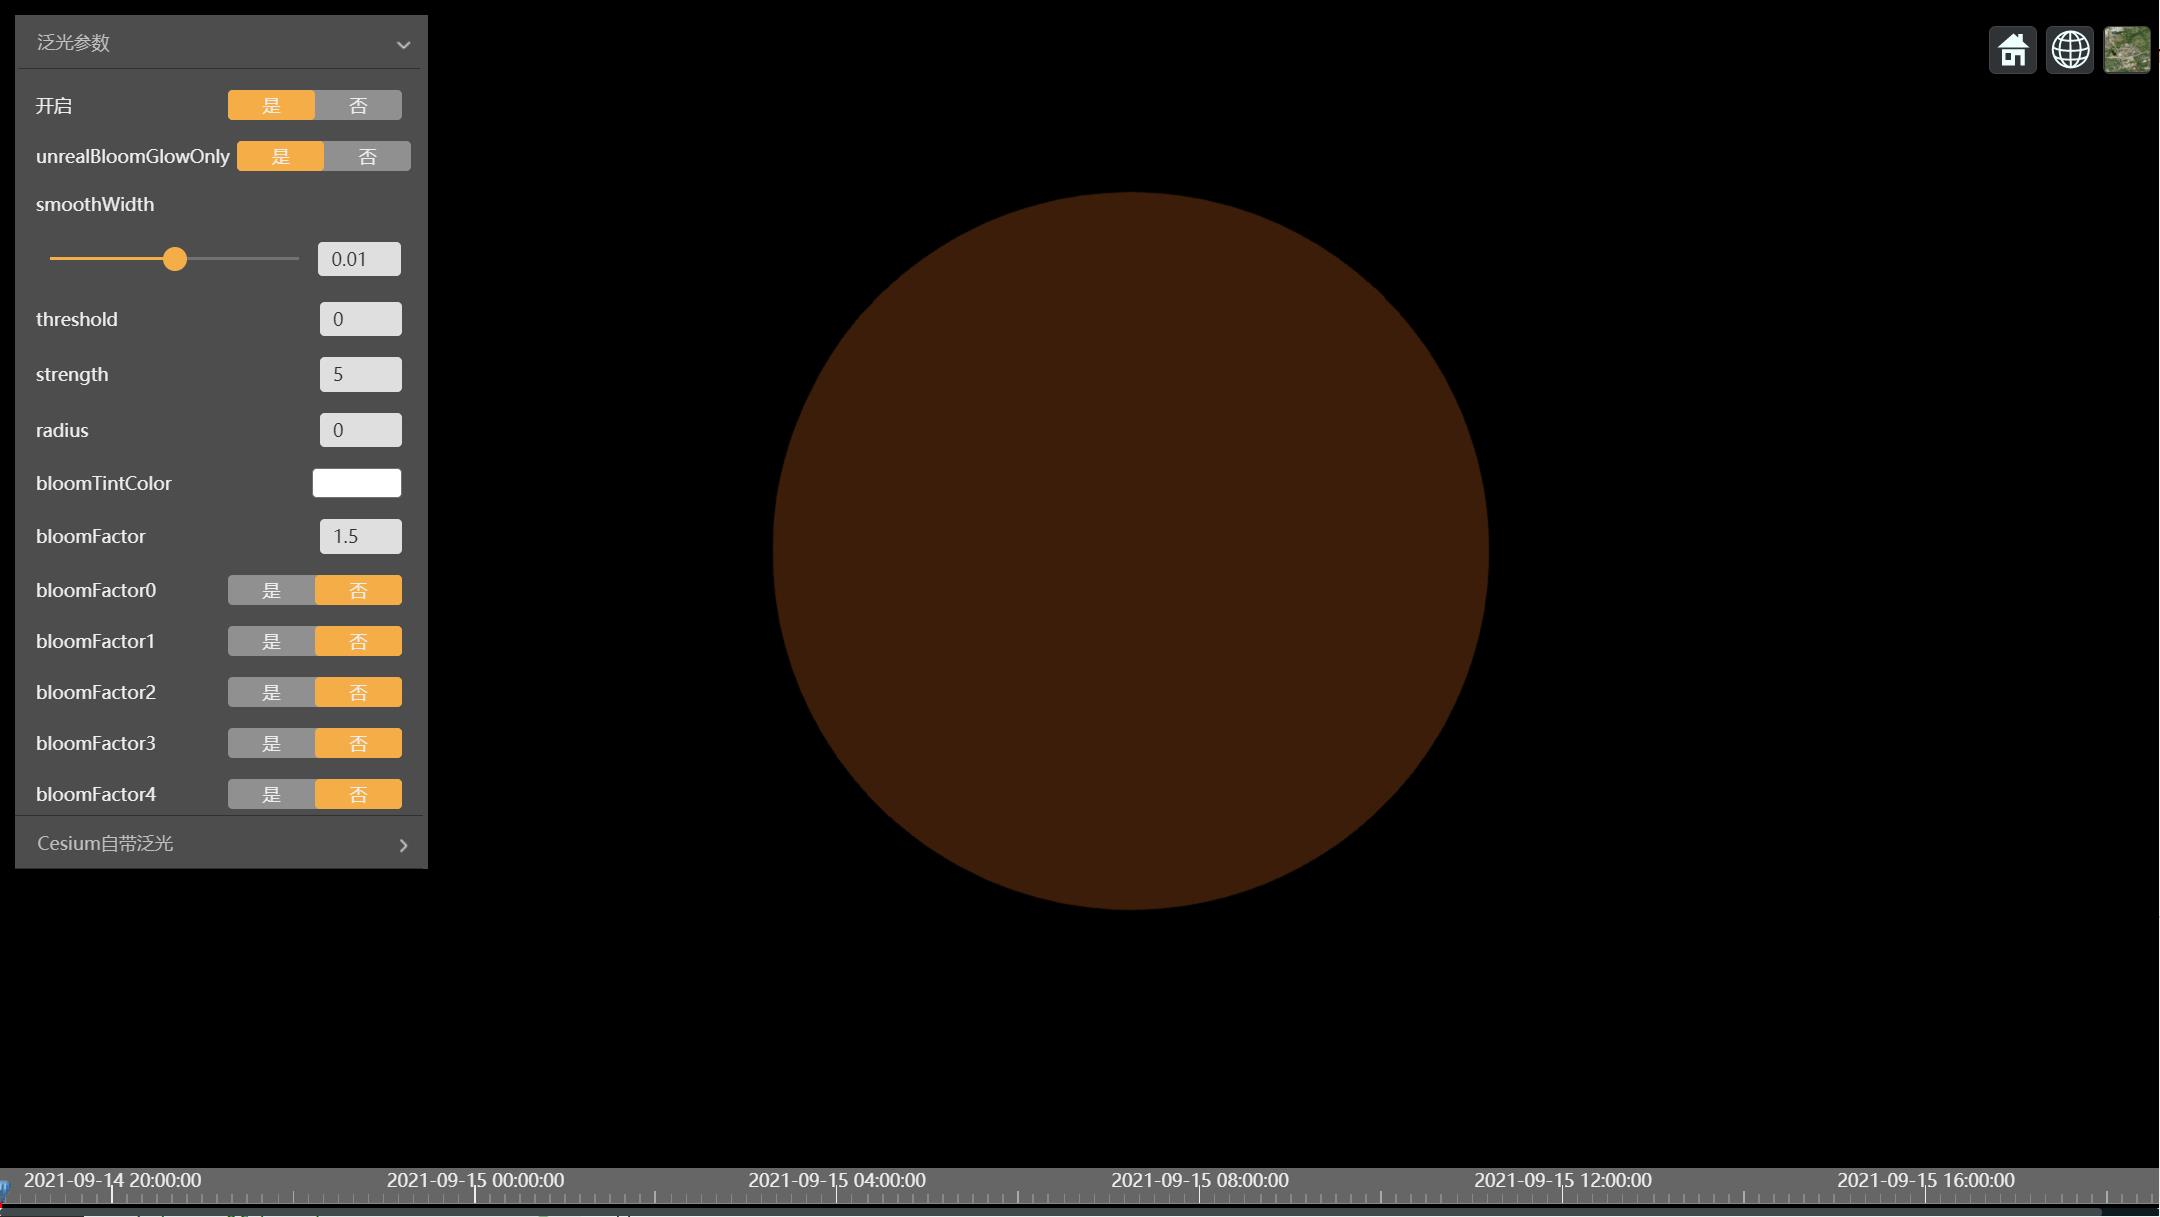 泛光参数
开启 是 否
unrealBloomGlowOnly 是 否
smoothWidth
0.01
threshold 0
strength 5
radius 0
bloomTintColor
bloomFactor 1.5
bloomFactor0 是 否
bloomFactor1 是 否
bloomFactor2 是 否
bloomFactor3 是 否
bloomFactor4 是 否
Cesium自带泛光
2021-09-14 20:00:00 2021-09-15 00:00:00 2021-09-15 04:00:00 2021-09-15 08:00:00 2021-09-15 12:00:00 2021-09-15 16:00:00